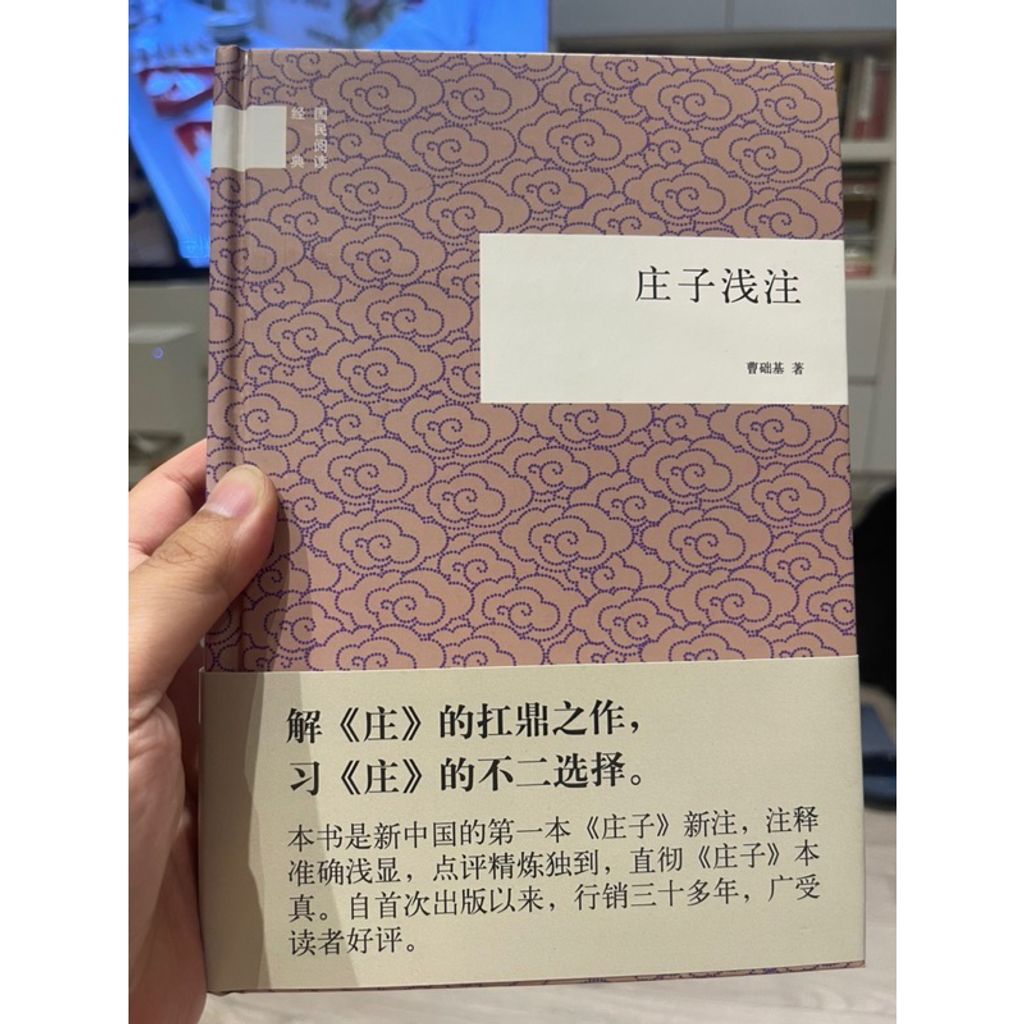 国民阅读
经典
庄子浅注
曹础基 著
解《庄》的扛鼎之作，
习《庄》的不二选择。
本书是新中国的第一本《庄子》新注，注释
准确浅显，点评精炼独到，直彻《庄子》本
真。自首次出版以来，行销三十多年，广受
读者好评。